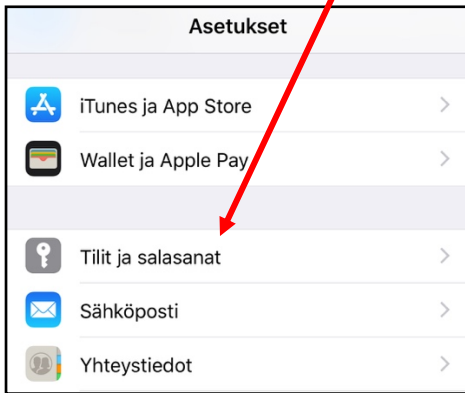 Asetukset
iTunes ja App Store
Wallet ja Apple Pay
Tilit ja salasanat
Sähköposti
Yhteystiedot